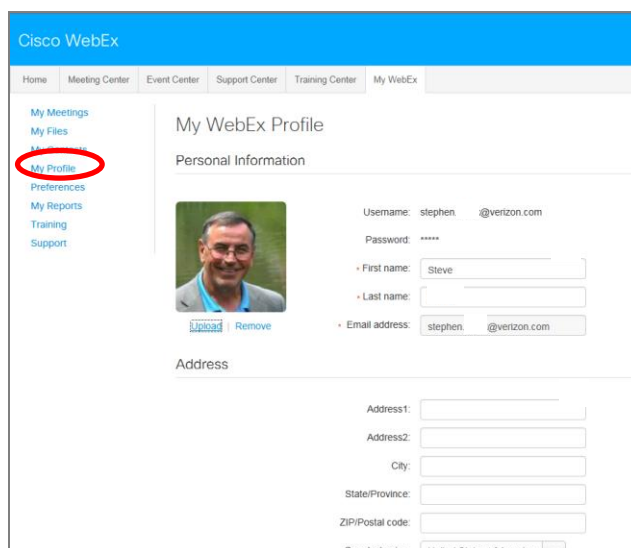 Cisco WebEx
Home Meeting Center Event Center Support Center Training Center My WebEx
My Meetings
My Files
My Profile
Preferences
My Reports
Training
Support
My WebEx Profile
Personal Information
Username: stephen. @verizon.com
Password: *****
First name: Steve
Last name:
Email address: stephen. @verizon.com
Upload | Remove
Address
Address1:
Address2:
City:
State/Province:
ZIP/Postal code: